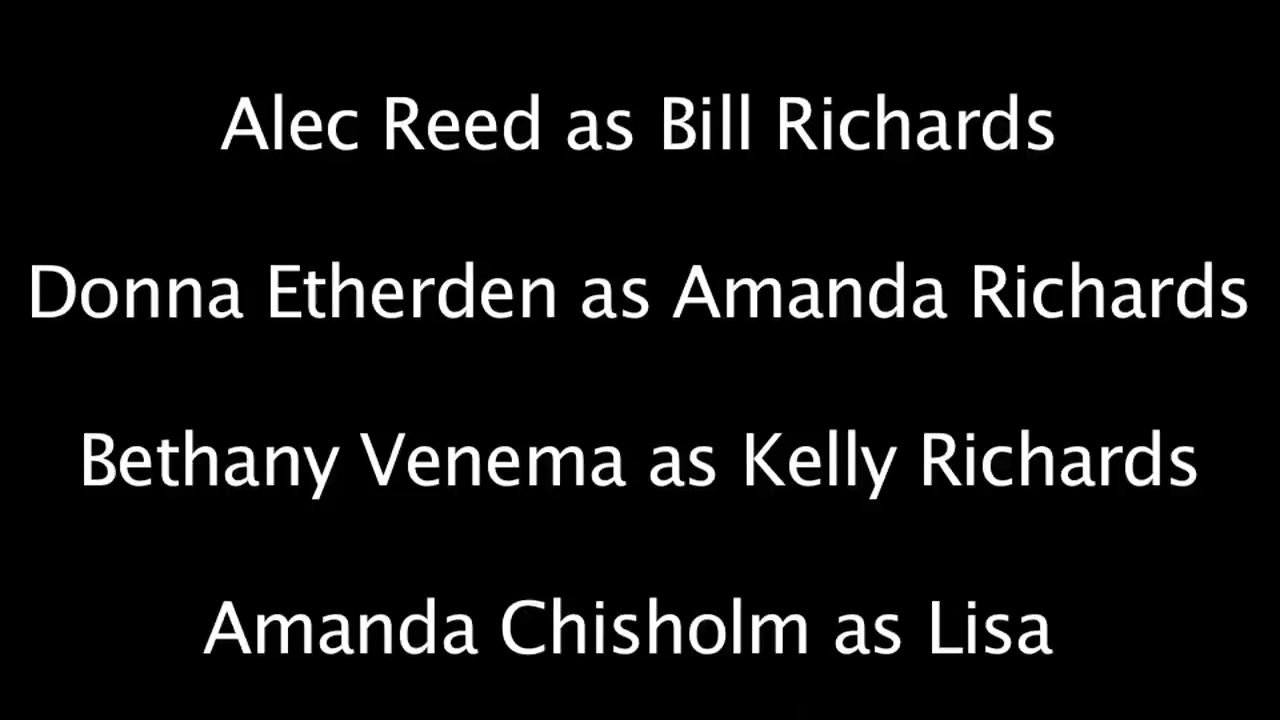 Alec Reed as Bill Richards
Donna Etherden as Amanda Richards
Bethany Venema as Kelly Richards
Amanda Chisholm as Lisa